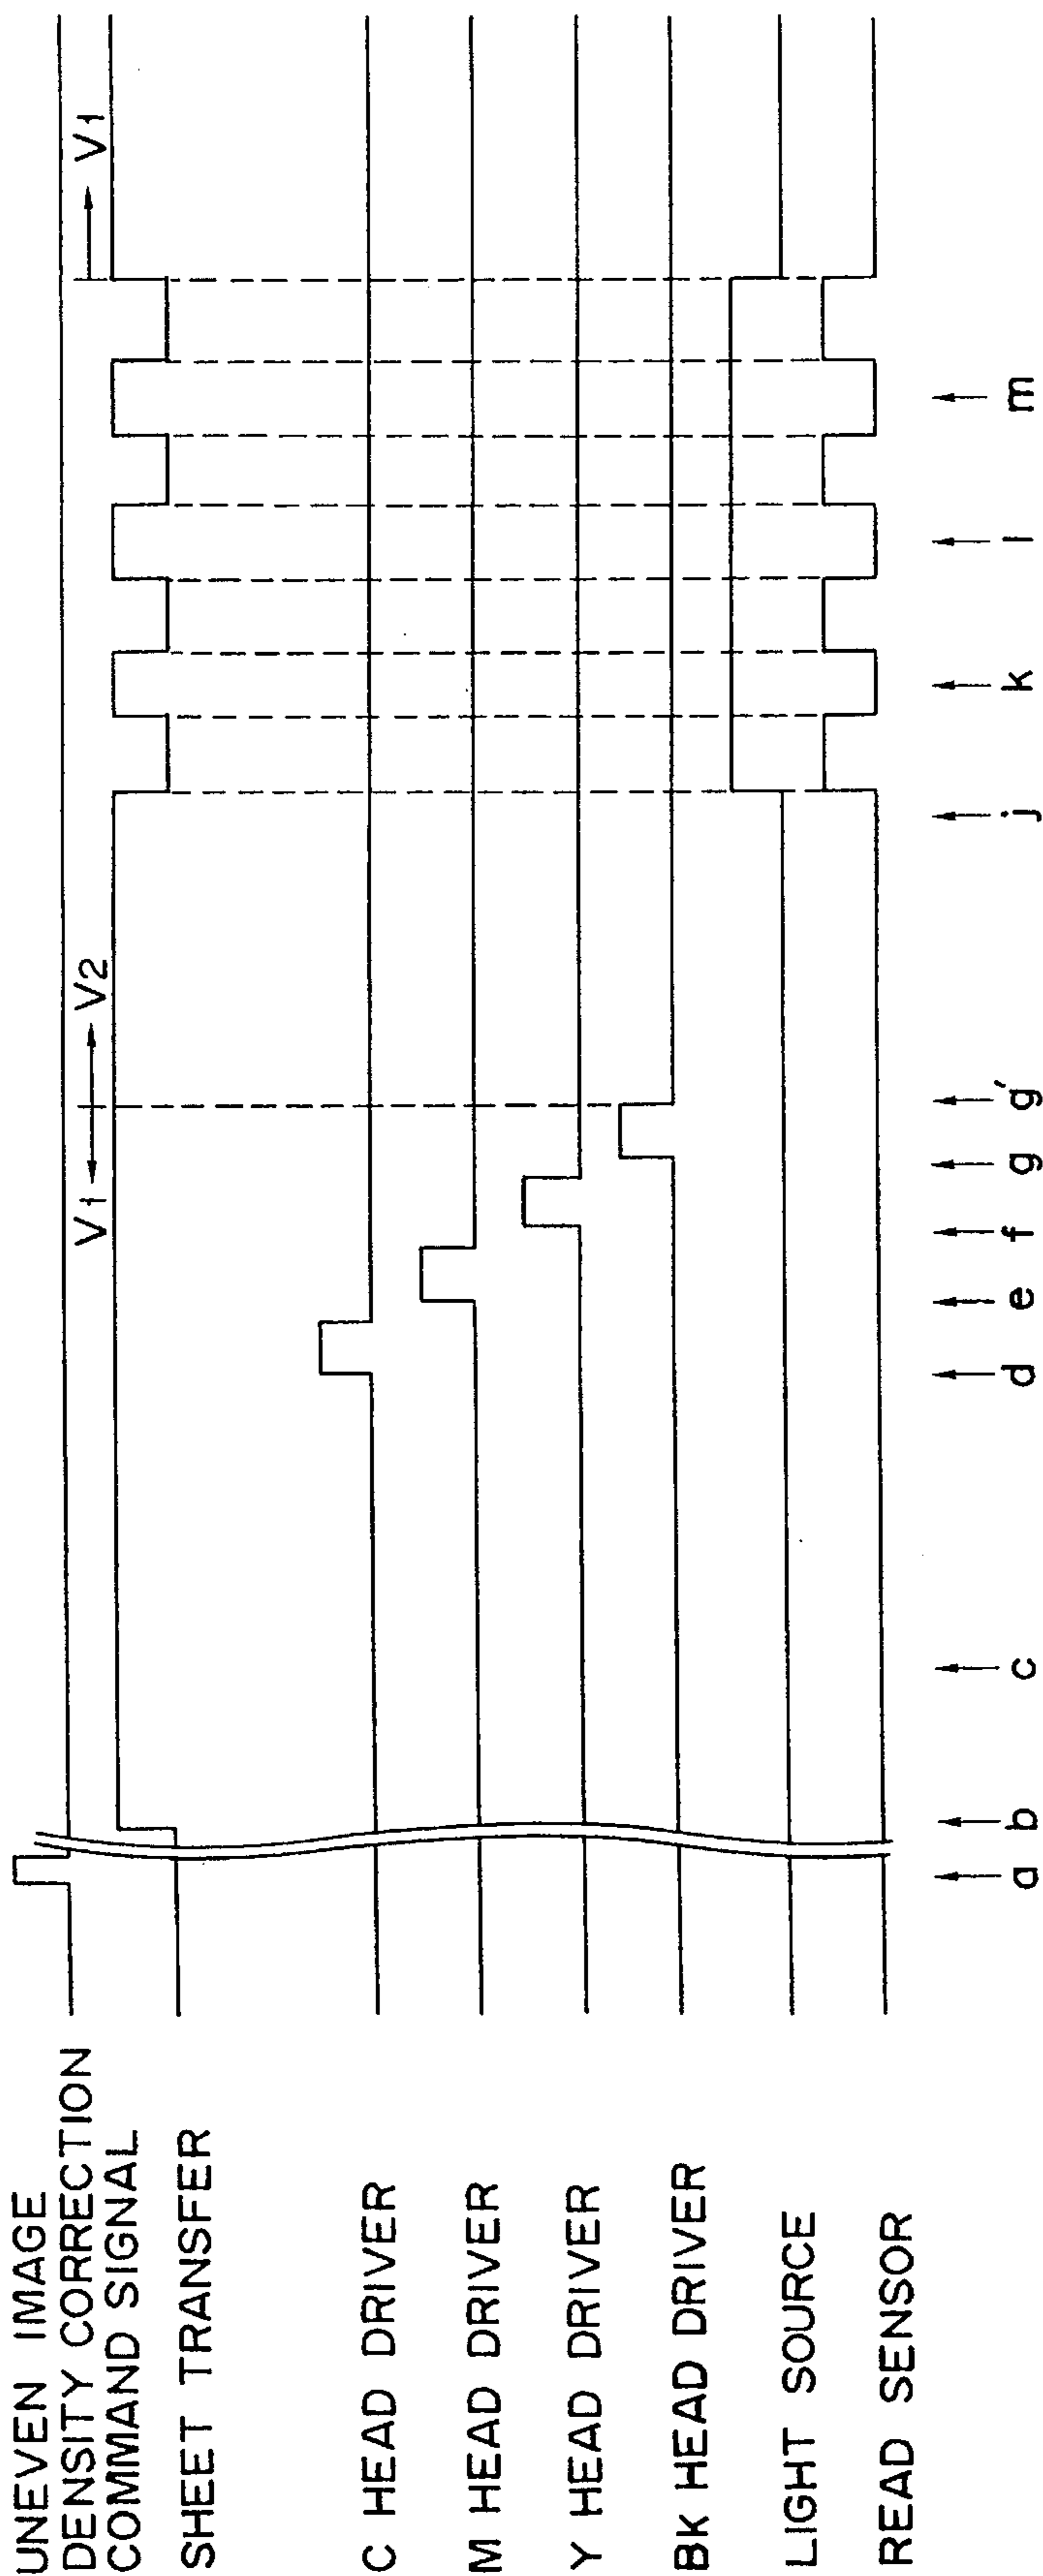 UNEVEN IMAGE
DENSITY CORRECTION
COMMAND SIGNAL
SHEET TRANSFER
V1 V2 V1
C HEAD DRIVER
M HEAD DRIVER
Y HEAD DRIVER
BK HEAD DRIVER
LIGHT SOURCE
READ SENSOR
a b c d e f g g' j k l m